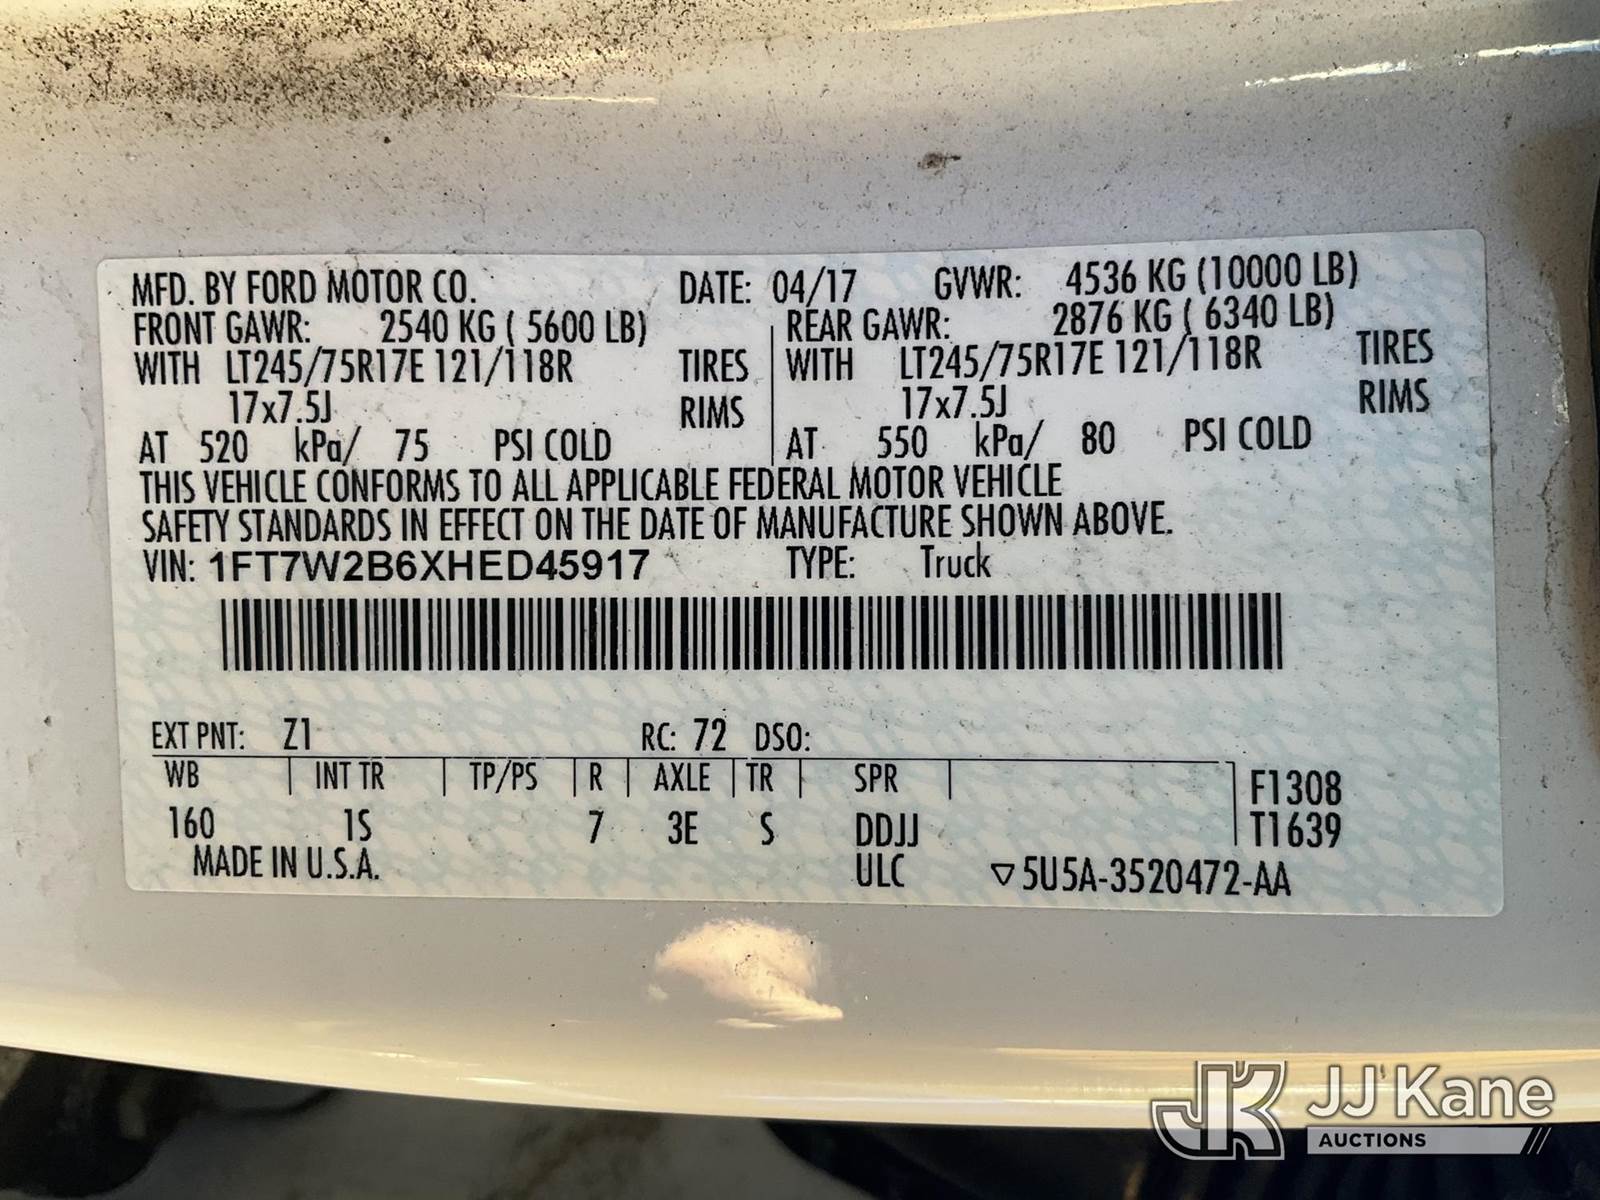 MFD. BY FORD MOTOR CO. DATE: 04/17 GVWR: 4536 KG (10000 LB)
FRONT GAWR: 2540 KG ( 5600 LB) REAR GAWR: 2876 KG ( 6340 LB)
WITH LT245/75R17E 121/118R TIRES WITH LT245/75R17E 121/118R TIRES
17x7.5J RIMS 17x7.5J RIMS
AT 520 kPa/ 75 PSI COLD AT 550 kPa/ 80 PSI COLD
THIS VEHICLE CONFORMS TO ALL APPLICABLE FEDERAL MOTOR VEHICLE
SAFETY STANDARDS IN EFFECT ON THE DATE OF MANUFACTURE SHOWN ABOVE.
VIN: 1FT7W2B6XHED45917 TYPE: Truck
EXT PNT: Z1 RC: 72 DSO:
WB INT TR TP/PS R AXLE TR SPR F1308
160 1S 7 3E S DDJJ T1639
MADE IN U.S.A. ULC ▽5U5A-3520472-AA
JK JJ Kane
AUCTIONS